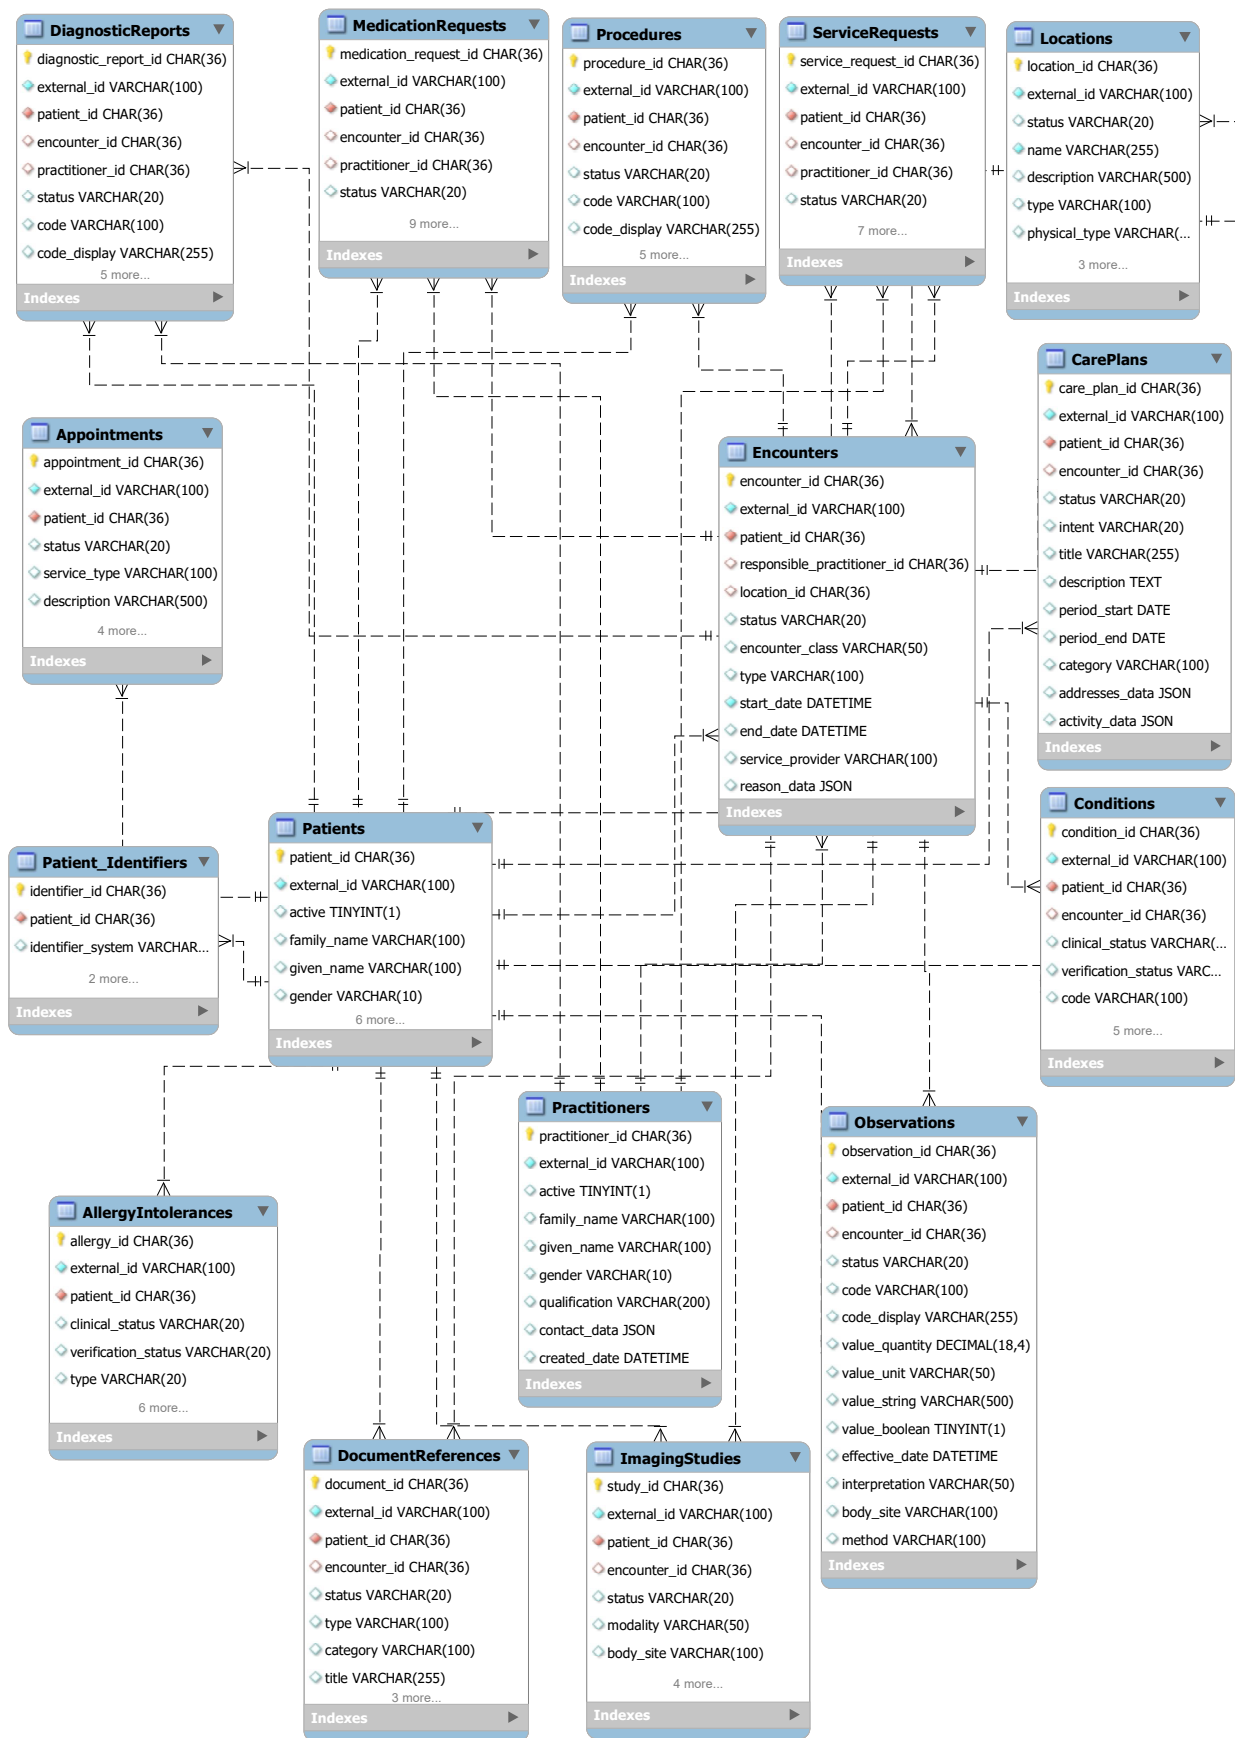 DiagnosticReports
diagnostic_report_id CHAR(36)
external_id VARCHAR(100)
patient_id CHAR(36)
encounter_id CHAR(36)
practitioner_id CHAR(36)
status VARCHAR(20)
code VARCHAR(100)
code_display VARCHAR(255)
5 more...
Indexes
MedicationRequests
medication_request_id CHAR(36)
external_id VARCHAR(100)
patient_id CHAR(36)
encounter_id CHAR(36)
practitioner_id CHAR(36)
status VARCHAR(20)
9 more...
Indexes
Procedures
procedure_id CHAR(36)
external_id VARCHAR(100)
patient_id CHAR(36)
encounter_id CHAR(36)
status VARCHAR(20)
code VARCHAR(100)
code_display VARCHAR(255)
5 more...
Indexes
ServiceRequests
service_request_id CHAR(36)
external_id VARCHAR(100)
patient_id CHAR(36)
encounter_id CHAR(36)
practitioner_id CHAR(36)
status VARCHAR(20)
7 more...
Indexes
Locations
location_id CHAR(36)
external_id VARCHAR(100)
status VARCHAR(20)
name VARCHAR(255)
description VARCHAR(500)
type VARCHAR(100)
physical_type VARCHAR(...
3 more...
Indexes
Appointments
appointment_id CHAR(36)
external_id VARCHAR(100)
patient_id CHAR(36)
status VARCHAR(20)
service_type VARCHAR(100)
description VARCHAR(500)
4 more...
Indexes
Encounters
encounter_id CHAR(36)
external_id VARCHAR(100)
patient_id CHAR(36)
responsible_practitioner_id CHAR(36)
location_id CHAR(36)
status VARCHAR(20)
encounter_class VARCHAR(50)
type VARCHAR(100)
start_date DATETIME
end_date DATETIME
service_provider VARCHAR(100)
reason_data JSON
Indexes
CarePlans
care_plan_id CHAR(36)
external_id VARCHAR(100)
patient_id CHAR(36)
encounter_id CHAR(36)
status VARCHAR(20)
intent VARCHAR(20)
title VARCHAR(255)
description TEXT
period_start DATE
period_end DATE
category VARCHAR(100)
addresses_data JSON
activity_data JSON
Indexes
Patient_Identifiers
identifier_id CHAR(36)
patient_id CHAR(36)
identifier_system VARCHAR...
2 more...
Indexes
Patients
patient_id CHAR(36)
external_id VARCHAR(100)
active TINYINT(1)
family_name VARCHAR(100)
given_name VARCHAR(100)
gender VARCHAR(10)
6 more...
Indexes
Conditions
condition_id CHAR(36)
external_id VARCHAR(100)
patient_id CHAR(36)
encounter_id CHAR(36)
clinical_status VARCHAR(...
verification_status VARC...
code VARCHAR(100)
5 more...
Indexes
AllergyIntolerances
allergy_id CHAR(36)
external_id VARCHAR(100)
patient_id CHAR(36)
clinical_status VARCHAR(20)
verification_status VARCHAR(20)
type VARCHAR(20)
6 more...
Indexes
Practitioners
practitioner_id CHAR(36)
external_id VARCHAR(100)
active TINYINT(1)
family_name VARCHAR(100)
given_name VARCHAR(100)
gender VARCHAR(10)
qualification VARCHAR(200)
contact_data JSON
created_date DATETIME
Indexes
Observations
observation_id CHAR(36)
external_id VARCHAR(100)
patient_id CHAR(36)
encounter_id CHAR(36)
status VARCHAR(20)
code VARCHAR(100)
code_display VARCHAR(255)
value_quantity DECIMAL(18,4)
value_unit VARCHAR(50)
value_string VARCHAR(500)
value_boolean TINYINT(1)
effective_date DATETIME
interpretation VARCHAR(50)
body_site VARCHAR(100)
method VARCHAR(100)
Indexes
DocumentReferences
document_id CHAR(36)
external_id VARCHAR(100)
patient_id CHAR(36)
encounter_id CHAR(36)
status VARCHAR(20)
type VARCHAR(100)
category VARCHAR(100)
title VARCHAR(255)
3 more...
Indexes
ImagingStudies
study_id CHAR(36)
external_id VARCHAR(100)
patient_id CHAR(36)
encounter_id CHAR(36)
status VARCHAR(20)
modality VARCHAR(50)
body_site VARCHAR(100)
4 more...
Indexes